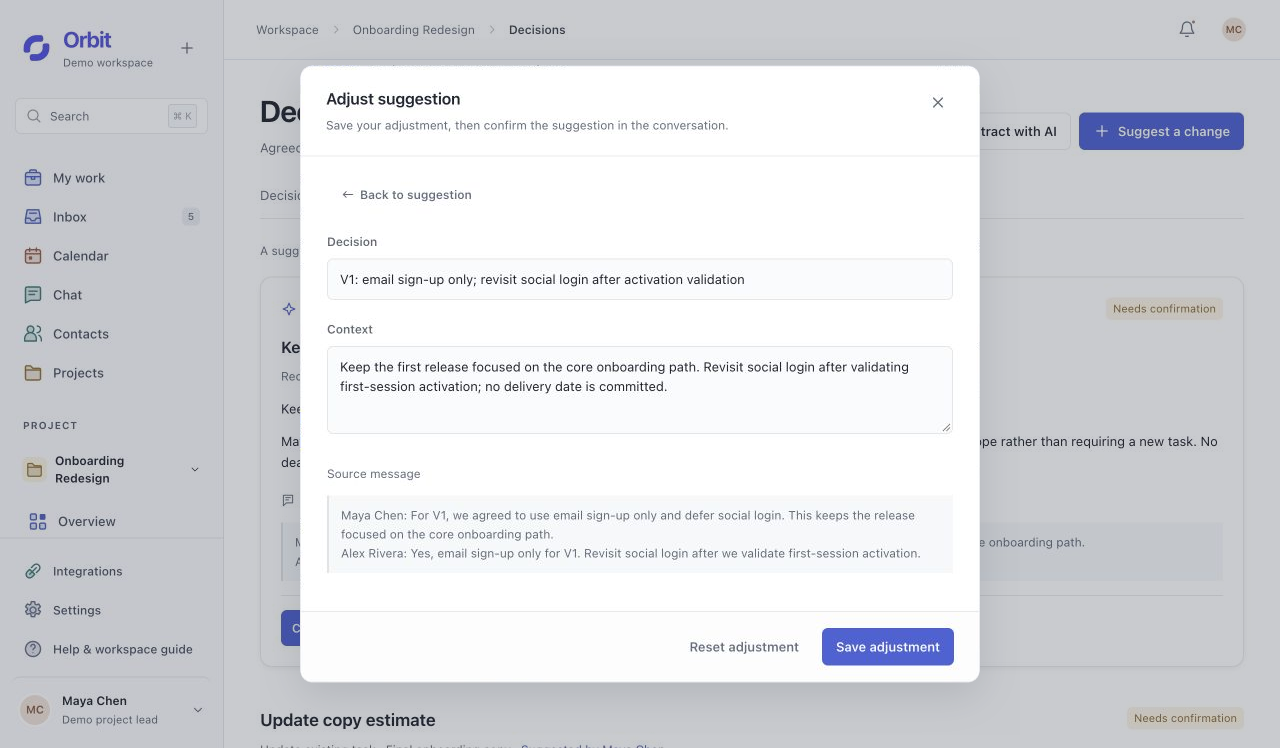 Orbit
Demo workspace
Search
⌘ K
My work
Inbox
5
Calendar
Chat
Contacts
Projects
PROJECT
Onboarding
Redesign
Overview
Integrations
Settings
Help & workspace guide
MC
Maya Chen
Demo project lead
Workspace
Onboarding Redesign
Decisions
MC
tract with AI
Suggest a change
Needs confirmation
ope rather than requiring a new task. No
e onboarding path.
Adjust suggestion
Save your adjustment, then confirm the suggestion in the conversation.
← Back to suggestion
Decision
V1: email sign-up only; revisit social login after activation validation
Context
Keep the first release focused on the core onboarding path. Revisit social login after validating
first-session activation; no delivery date is committed.
Source message
Maya Chen: For V1, we agreed to use email sign-up only and defer social login. This keeps the release
focused on the core onboarding path.
Alex Rivera: Yes, email sign-up only for V1. Revisit social login after we validate first-session activation.
Reset adjustment
Save adjustment
Update copy estimate
Needs confirmation